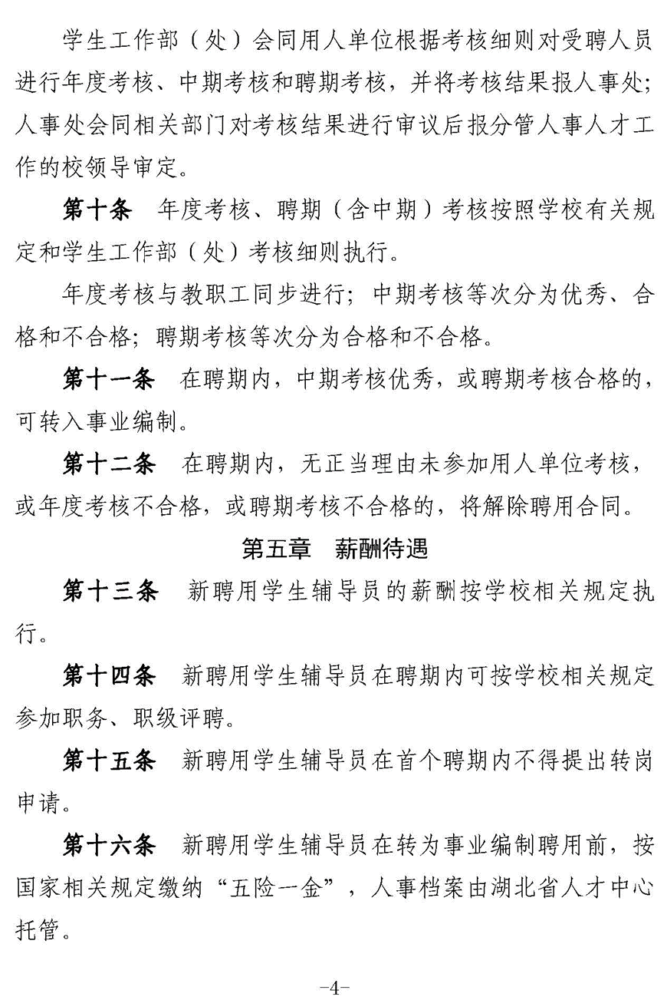 学生工作部（处）会同用人单位根据考核细则对受聘人员
进行年度考核、中期考核和聘期考核，并将考核结果报人事处；
人事处会同相关部门对考核结果进行审议后报分管人事人才工
作的校领导审定。
第十条　年度考核、聘期（含中期）考核按照学校有关规
定和学生工作部（处）考核细则执行。
年度考核与教职工同步进行；中期考核等次分为优秀、合
格和不合格；聘期考核等次分为合格和不合格。
第十一条　在聘期内，中期考核优秀，或聘期考核合格的，
可转入事业编制。
第十二条　在聘期内，无正当理由未参加用人单位考核，
或年度考核不合格，或聘期考核不合格的，将解除聘用合同。
第五章　薪酬待遇
第十三条　新聘用学生辅导员的薪酬按学校相关规定执
行。
第十四条　新聘用学生辅导员在聘期内可按学校相关规定
参加职务、职级评聘。
第十五条　新聘用学生辅导员在首个聘期内不得提出转岗
申请。
第十六条　新聘用学生辅导员在转为事业编制聘用前，按
国家相关规定缴纳“五险一金”，人事档案由湖北省人才中心
托管。
-4-